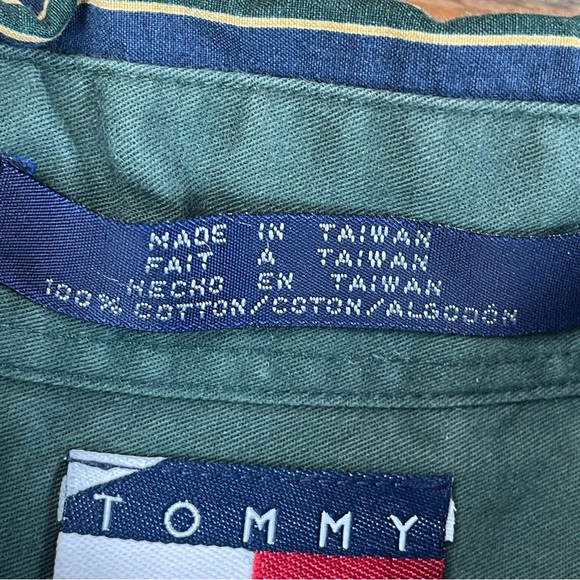 MADE IN TAIWAN
FAIT A TAIWAN
HECHO EN TAIWAN
100% COTTON/COTON/ALGODÓN
TOMMY